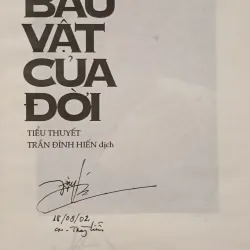 BÁU
VẬT
CỦA
ĐỜI
TIỂU THUYẾT
TRẦN ĐÌNH HIẾN dịch
18/08/02